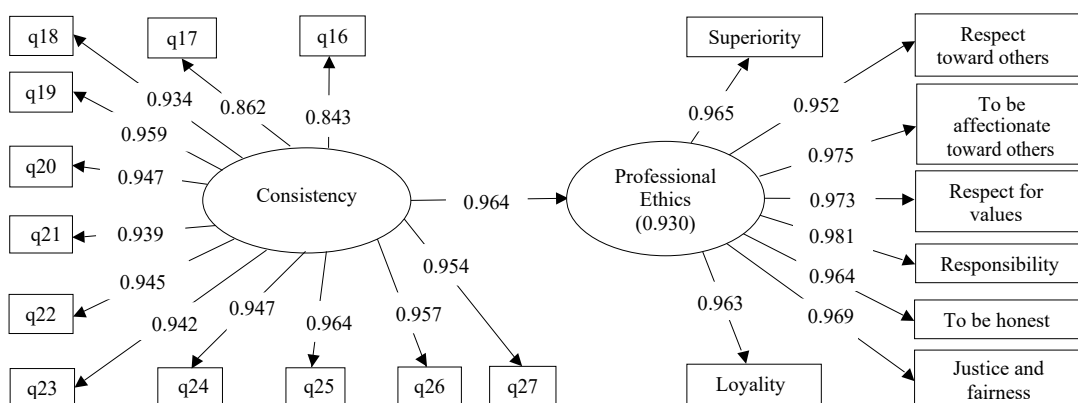 q18
q17
q16
Superiority
Respect
toward others
q19
0.934
0.862
0.843
0.965
0.952
To be
affectionate
toward others
0.959
q20
0.947
Consistency
0.964
Professional
Ethics
(0.930)
0.975
0.973
Respect for
values
q21
0.939
0.981
Responsibility
0.945
0.954
0.964
q22
0.942
0.947
0.964
0.957
0.963
0.969
To be honest
q23
q24
q25
q26
q27
Loyality
Justice and
fairness